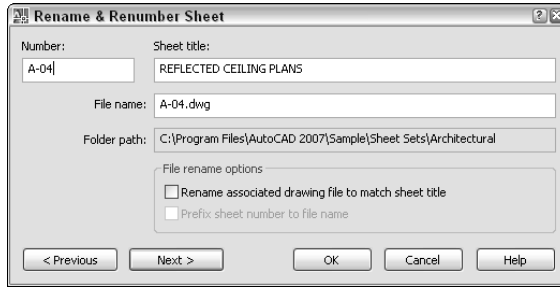 Rename & Renumber Sheet
Number:
Sheet title:
A-04
REFLECTED CEILING PLANS
File name:
A-04.dwg
Folder path:
C:\Program Files\AutoCAD 2007\Sample\Sheet Sets\Architectural
File rename options
Rename associated drawing file to match sheet title
Prefix sheet number to file name
< Previous
Next >
OK
Cancel
Help